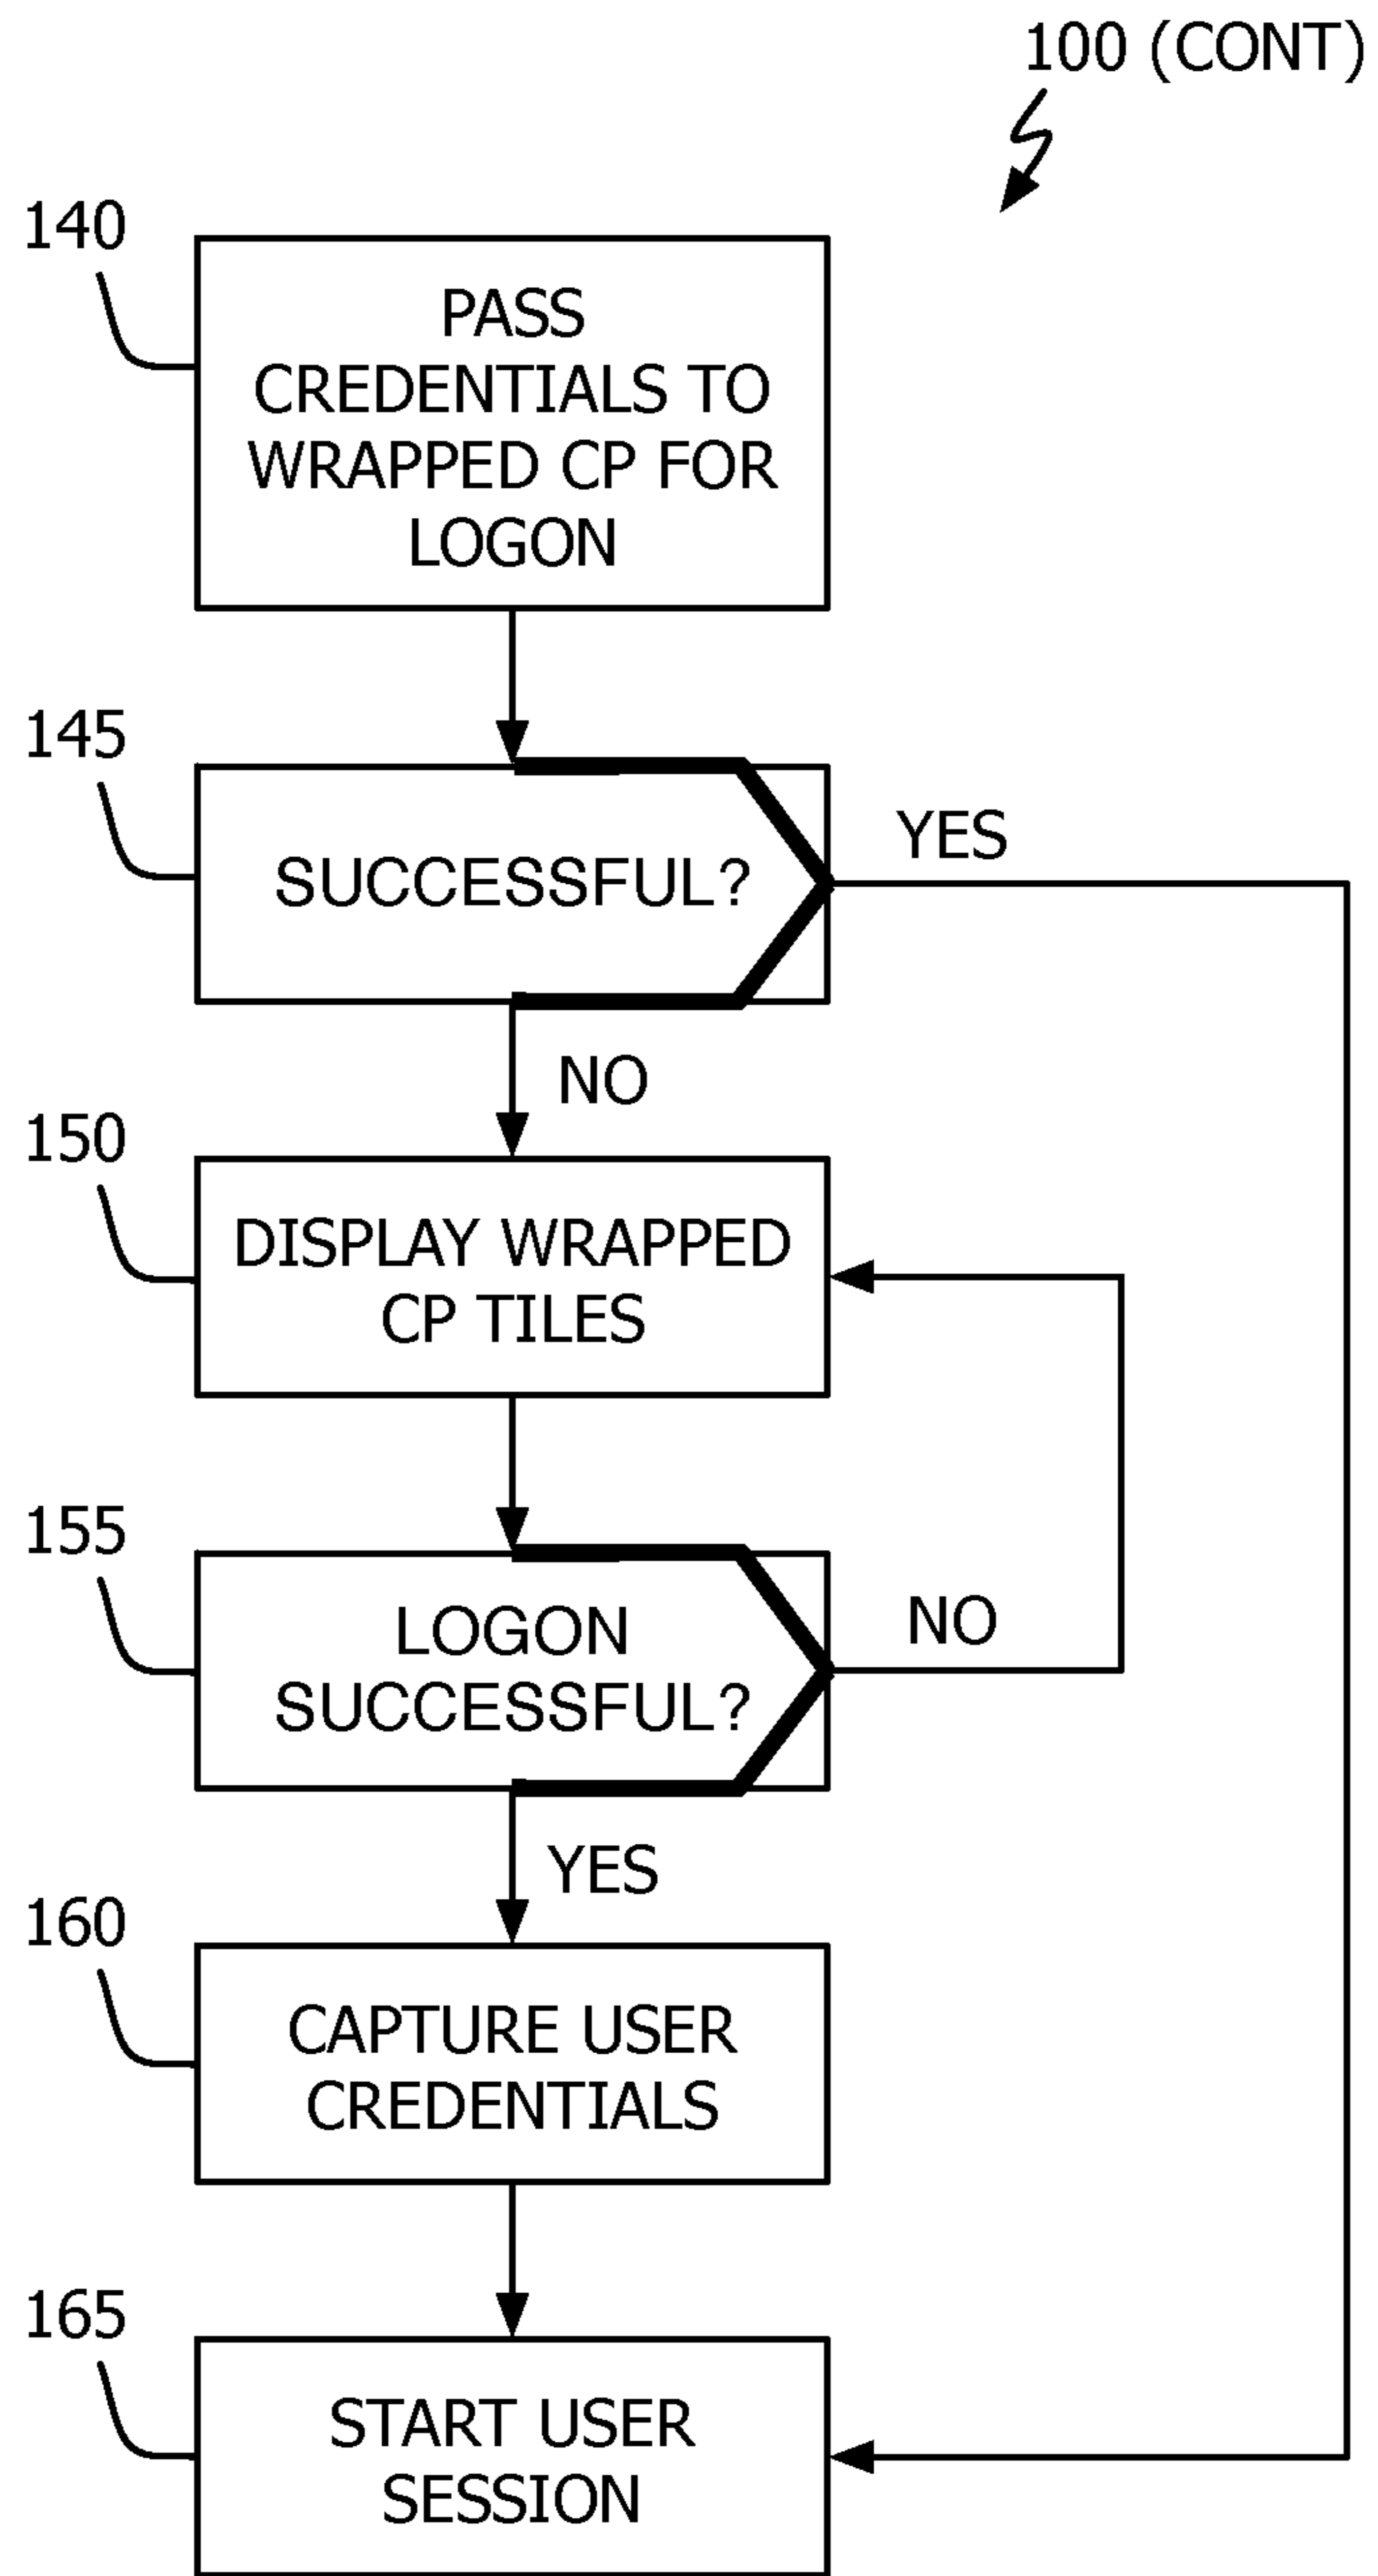 100 (CONT)
140
PASS
CREDENTIALS TO
WRAPPED CP FOR
LOGON
145
SUCCESSFUL?
YES
NO
150
DISPLAY WRAPPED
CP TILES
155
LOGON
SUCCESSFUL?
NO
YES
160
CAPTURE USER
CREDENTIALS
165
START USER
SESSION